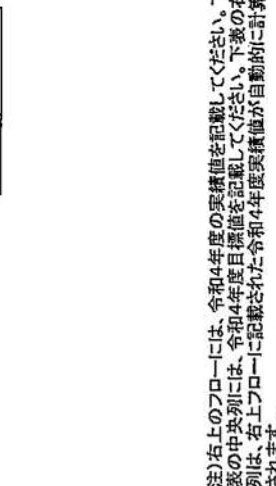 注)右上のフローには、令和4年度の実績値を記載してください。
表の中央列には、令和4年度目標値を記載してください。下表の右
列は、右上フローに記載された令和4年度実績値が自動的に計算
されます。